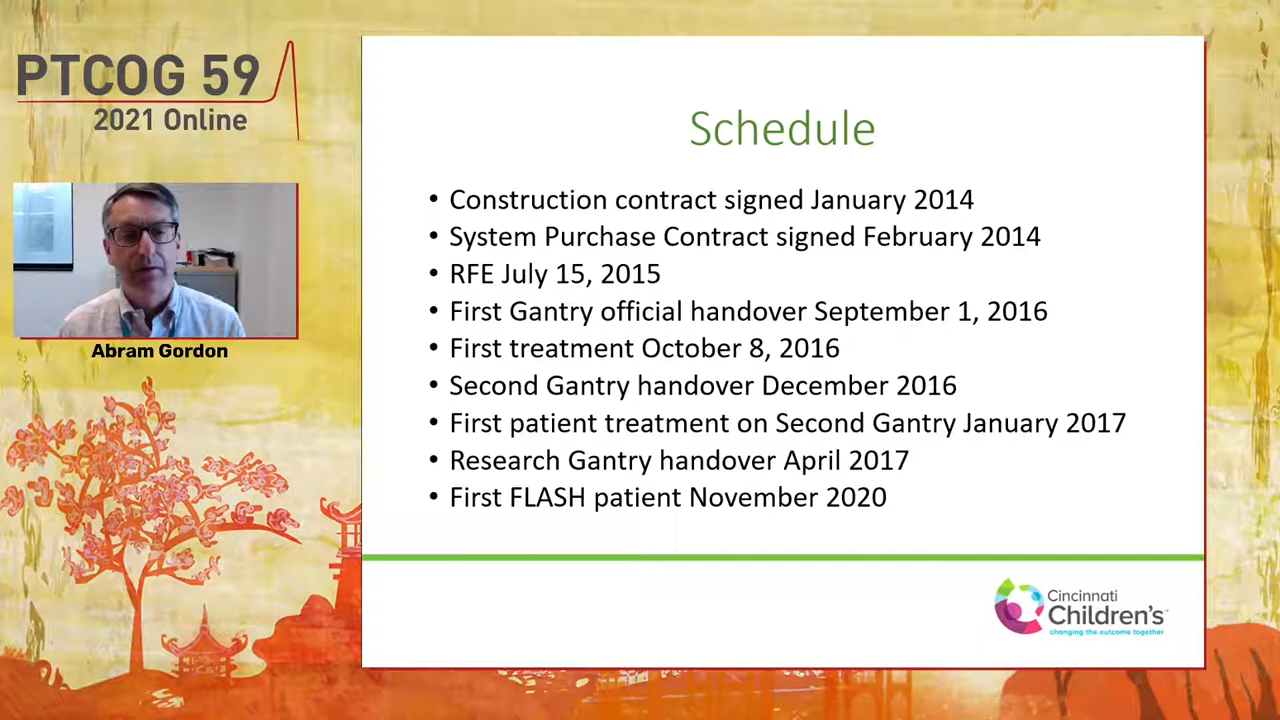 PTCOG 59
2021 Online
Abram Gordon
Schedule
• Construction contract signed January 2014
• System Purchase Contract signed February 2014
• RFE July 15, 2015
• First Gantry official handover September 1, 2016
• First treatment October 8, 2016
• Second Gantry handover December 2016
• First patient treatment on Second Gantry January 2017
• Research Gantry handover April 2017
• First FLASH patient November 2020
Cincinnati
Children's™
changing the outcome together